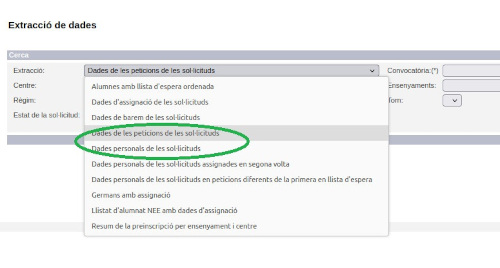 Extracció de dades
Cerca
Extracció: Dades de les peticions de les sol·licituds Convocatòria:(*)
Centre: Ensenyaments:
Règim: Torn:
Estat de la sol·licitud:
Alumnes amb llista d'espera ordenada
Dades d'assignació de les sol·licituds
Dades de barem de les sol·licituds
Dades de les peticions de les sol·licituds
Dades personals de les sol·licituds
Dades personals de les sol·licituds assignades en segona volta
Dades personals de les sol·licituds en peticions diferents de la primera en llista d'espera
Germans amb assignació
Llistat d'alumnat NEE amb dades d'assignació
Resum de la preinscripció per ensenyament i centre